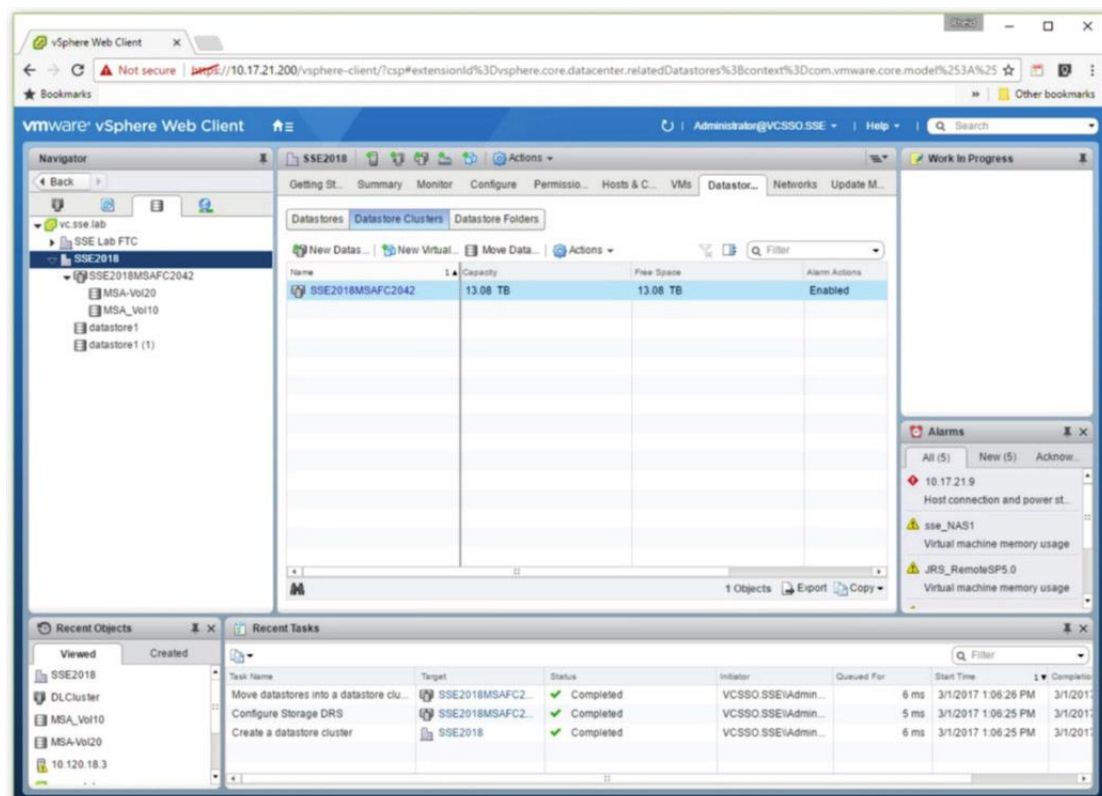 vSphere Web Client
Not secure | https://10.17.21.200/vsphere-client/?csp#extensionId%3Dvsphere.core.datacenter.relatedDatastores%3Bcontext%3Dcom.vmware.core.model%253A%25
Bookmarks
Other bookmarks
vmware® vSphere Web Client
Administrator@VCSSO.SSE
Help
Search
Navigator
Back
vc.sse.lab
SSE Lab FTC
SSE2018
SSE2018MSAFC2042
MSA-Vol20
MSA_Vol10
datastore1
datastore1 (1)
SSE2018
Actions
Getting St... Summary Monitor Configure Permissio... Hosts & C... VMs Datastor... Networks Update M...
Datastores Datastore Clusters Datastore Folders
New Datas... New Virtual... Move Data... Actions
Filter
Name 1 Capacity Free Space Alarm Actions
SSE2018MSAFC2042 13.08 TB 13.08 TB Enabled
1 Objects Export Copy
Work In Progress
Alarms
All (5) New (5) Acknow...
10.17.21.9
Host connection and power st...
sse_NAS1
Virtual machine memory usage
JRS_RemoteSP5.0
Virtual machine memory usage
Recent Objects
Viewed Created
SSE2018
DLCluster
MSA_Vol10
MSA-Vol20
10.120.18.3
Recent Tasks
Filter
Task Name Target Status Initiator Queued For Start Time 1 Completio
Move datastores into a datastore clu... SSE2018MSAFC2... Completed VCSSO.SSE\Admin... 6 ms 3/1/2017 1:06:26 PM 3/1/2017
Configure Storage DRS SSE2018MSAFC2... Completed VCSSO.SSE\Admin... 5 ms 3/1/2017 1:06:25 PM 3/1/2017
Create a datastore cluster SSE2018 Completed VCSSO.SSE\Admin... 6 ms 3/1/2017 1:06:25 PM 3/1/2017